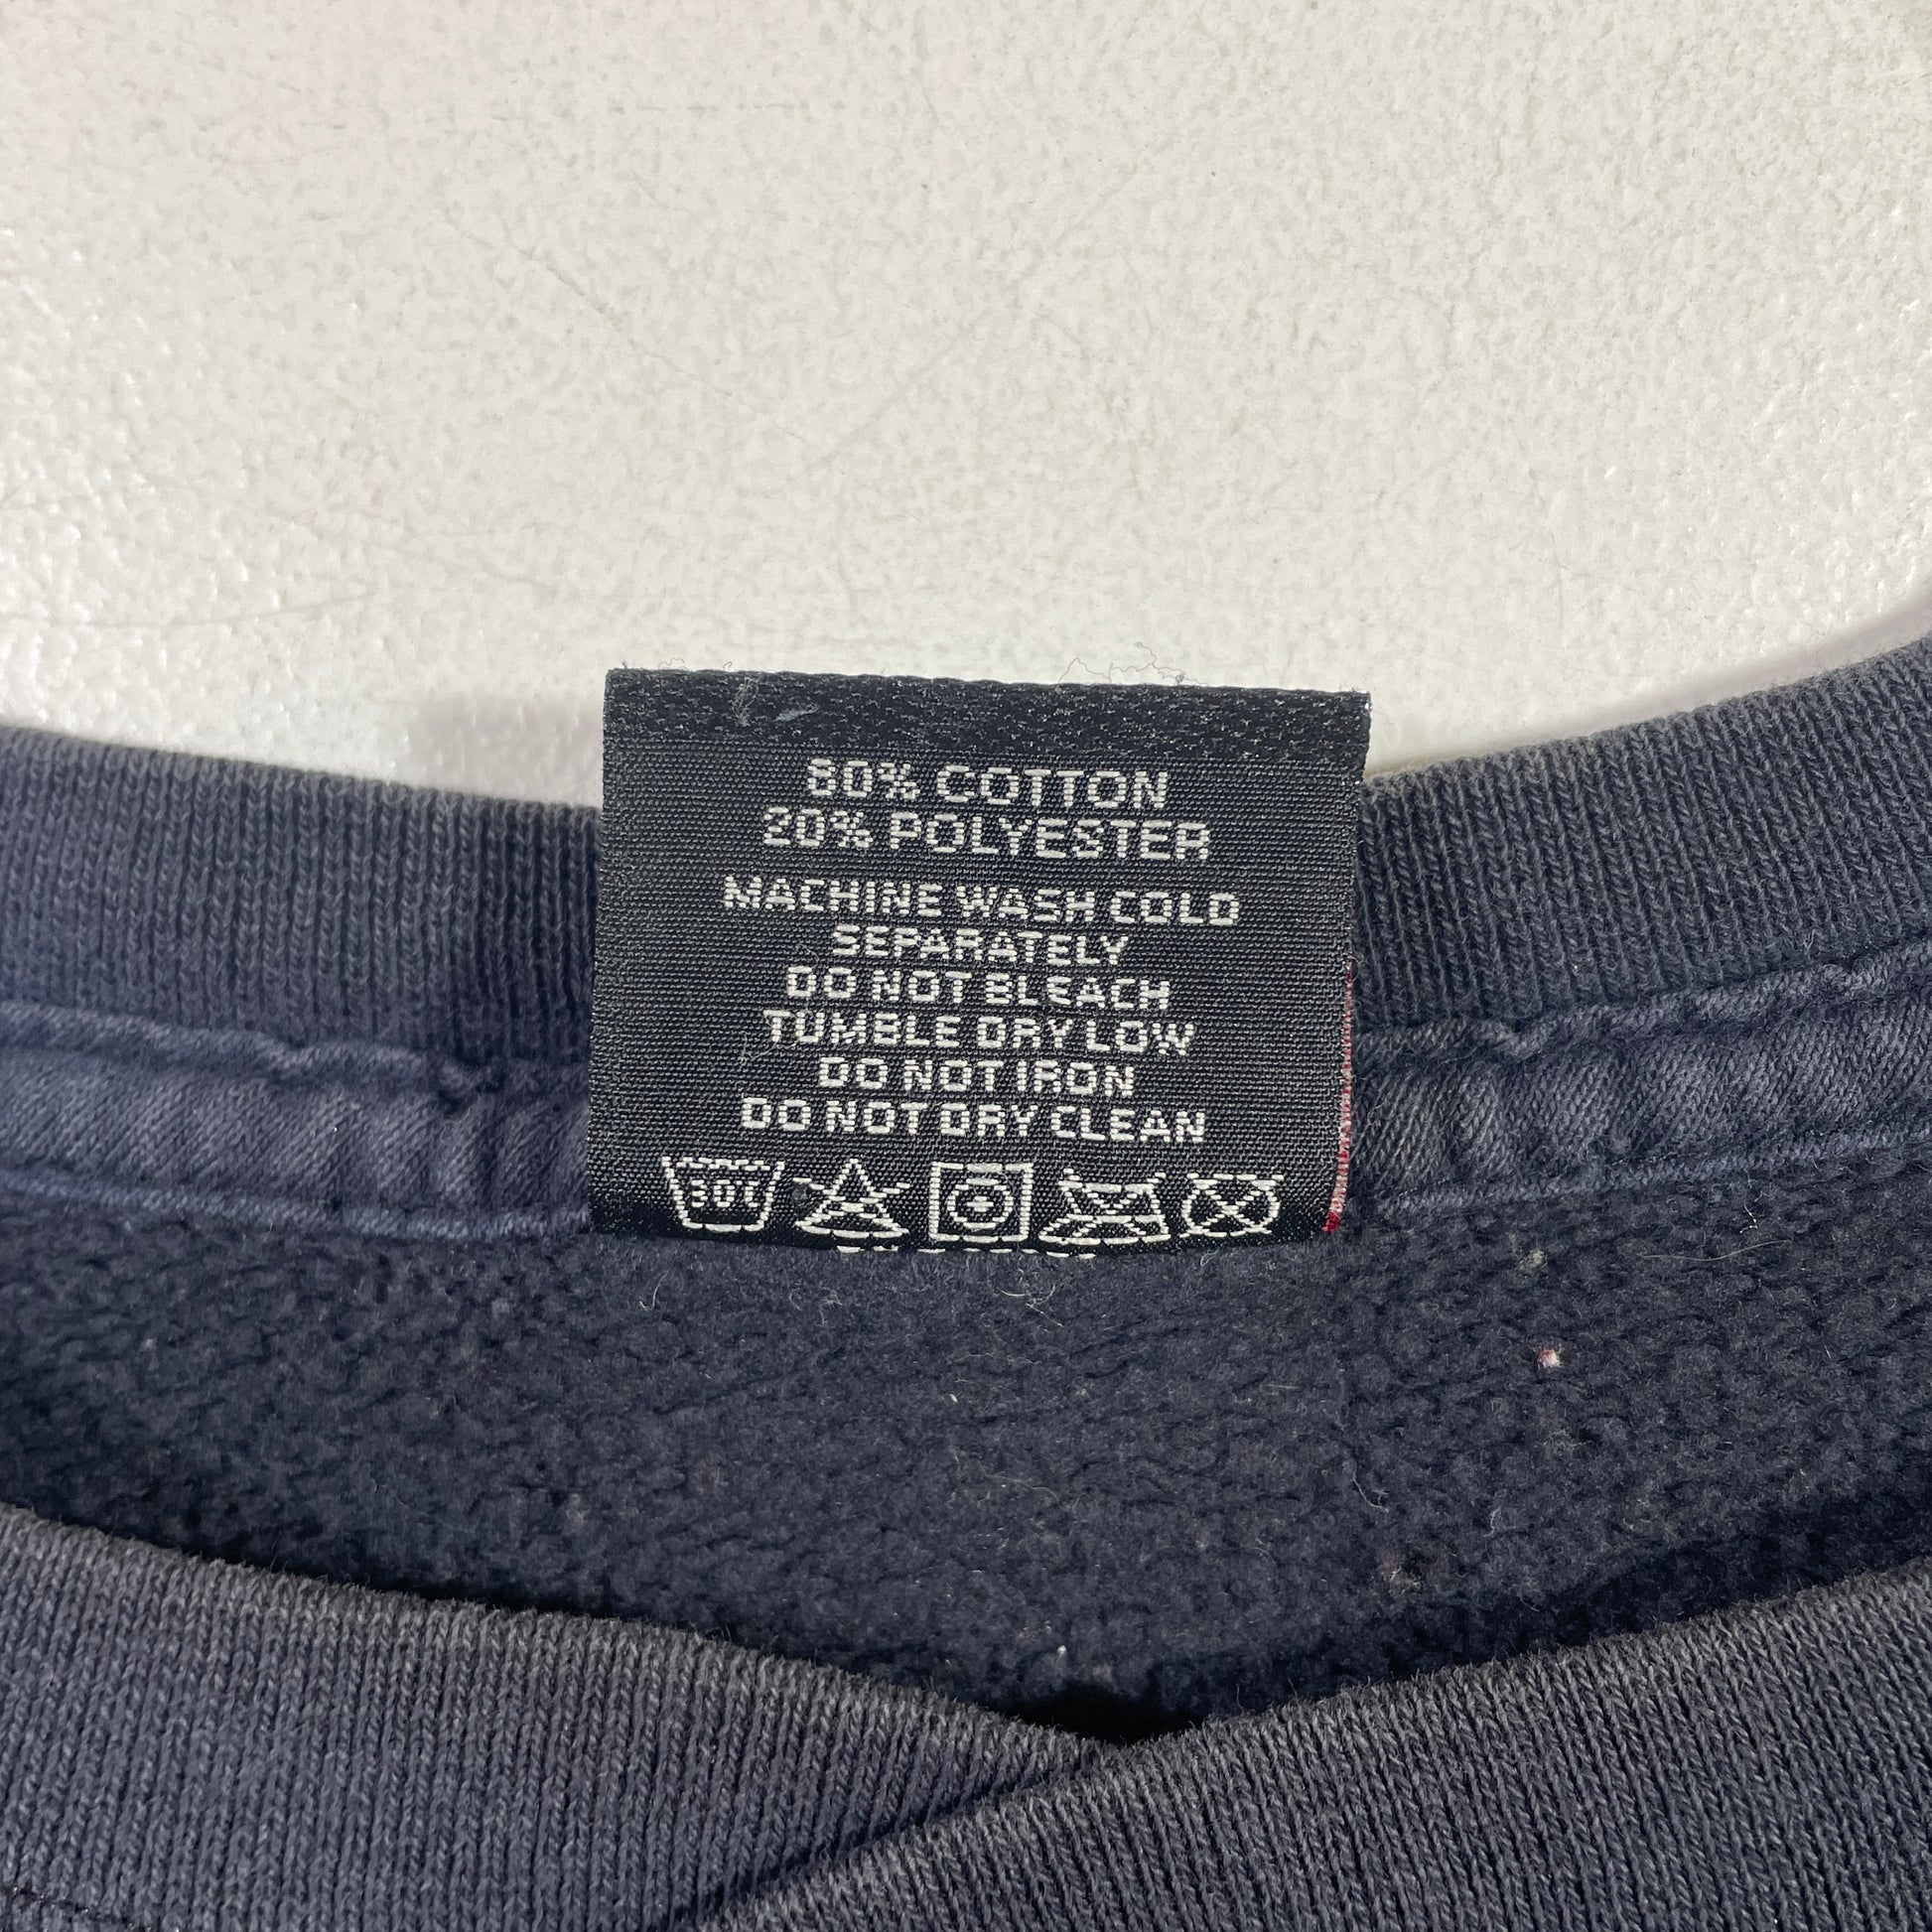 80% COTTON
20% POLYESTER
MACHINE WASH COLD
SEPARATELY
DO NOT BLEACH
TUMBLE DRY LOW
DO NOT IRON
DO NOT DRY CLEAN
30C